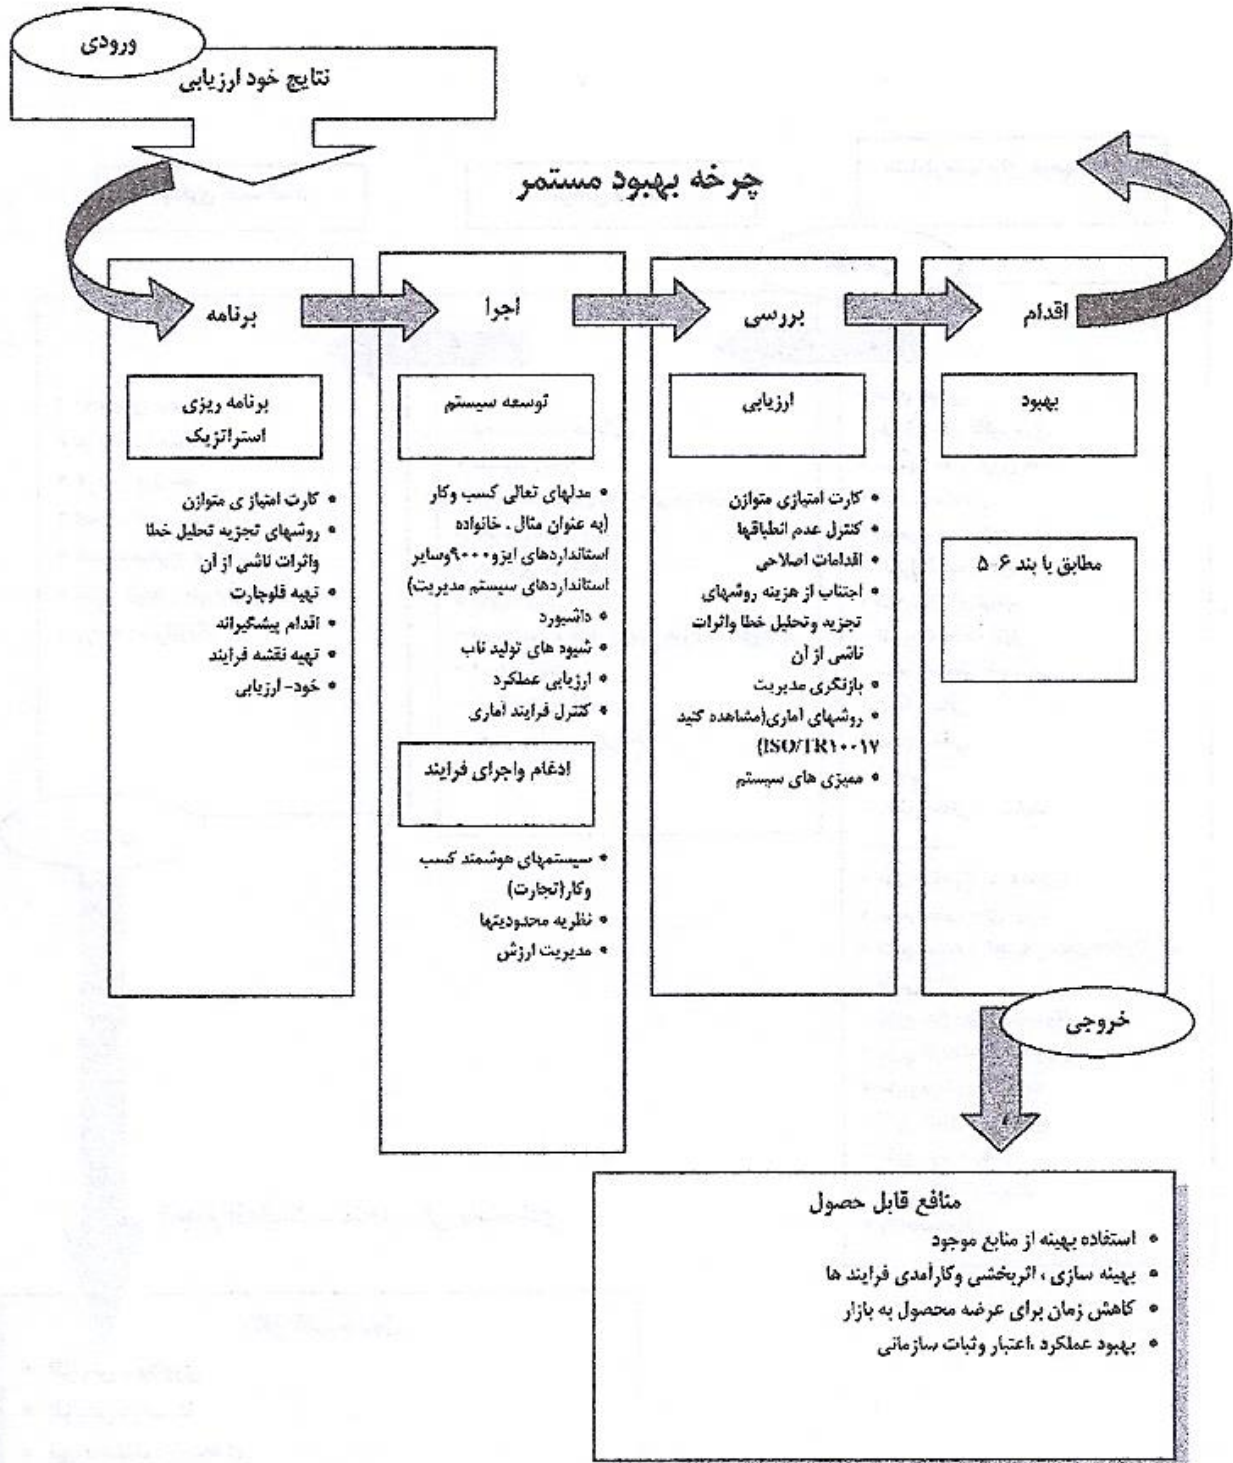 ورودی
نتایج خود ارزیابی
چرخه بهبود مستمر
برنامه
برنامه ریزی
استراتژیک
• کارت امتیازی متوازن
• روشهای تجزیه تحلیل خطا
واثرات ناشی از آن
• تهیه فلوچارت
• اقدام پیشگیرانه
• تهیه نقشه فرایند
• خود- ارزیابی
اجرا
توسعه سیستم
• مدلهای تعالی کسب وکار
(به عنوان مثال . خانواده
استانداردهای ایزو۹۰۰۰وسایر
استانداردهای سیستم مدیریت)
• داشبورد
• شیوه های تولید ناب
• ارزیابی عملکرد
• کنترل فرایند آماری
ادغام واجرای فرایند
• سیستمهای هوشمند کسب
وکار(تجارت)
• نظریه محدودیتها
• مدیریت ارزش
بررسی
ارزیابی
• کارت امتیازی متوازن
• کنترل عدم انطباقها
• اقدامات اصلاحی
• اجتناب از هزینه روشهای
تجزیه وتحلیل خطا واثرات
ناشی از آن
• بازنگری مدیریت
• روشهای آماری(مشاهده کنید
ISO/TR۱۰۰۱۷)
• ممیزی های سیستم
اقدام
بهبود
مطابق با بند ۶-۵
خروجی
منافع قابل حصول
• استفاده بهینه از منابع موجود
• بهینه سازی ، اثربخشی وکارآمدی فرایند ها
• کاهش زمان برای عرضه محصول به بازار
• بهبود عملکرد ،اعتبار وثبات سازمانی